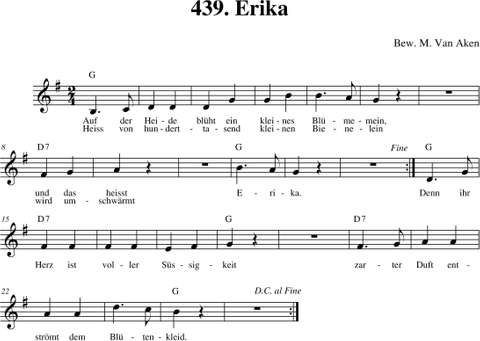 439. Erika
Bew. M. Van Aken
G
2
4
Auf der Hei - de blüht ein klei - nes Blü - me - mein,
Heiss von hun - dert - ta - send klei - nen Bie - ne - lein
8 D7 G Fine G
und das heisst E - ri - ka. Denn ihr
wird um - schwärmt
15 D7 G D7
Herz ist vol - ler Süs - sig - keit zar - ter Duft ent -
22 G D.C. al Fine
strömt dem Blü - ten - kleid.